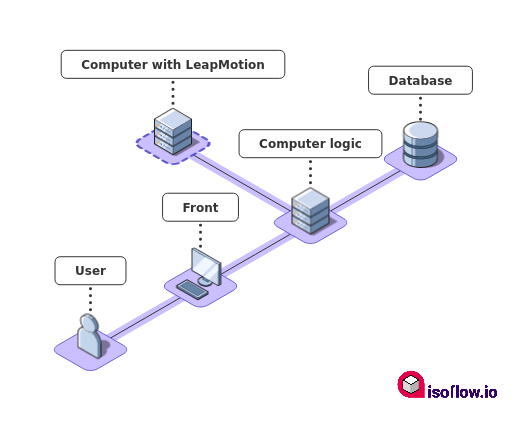 Computer with LeapMotion
Database
Computer logic
Front
User
isoflow.io